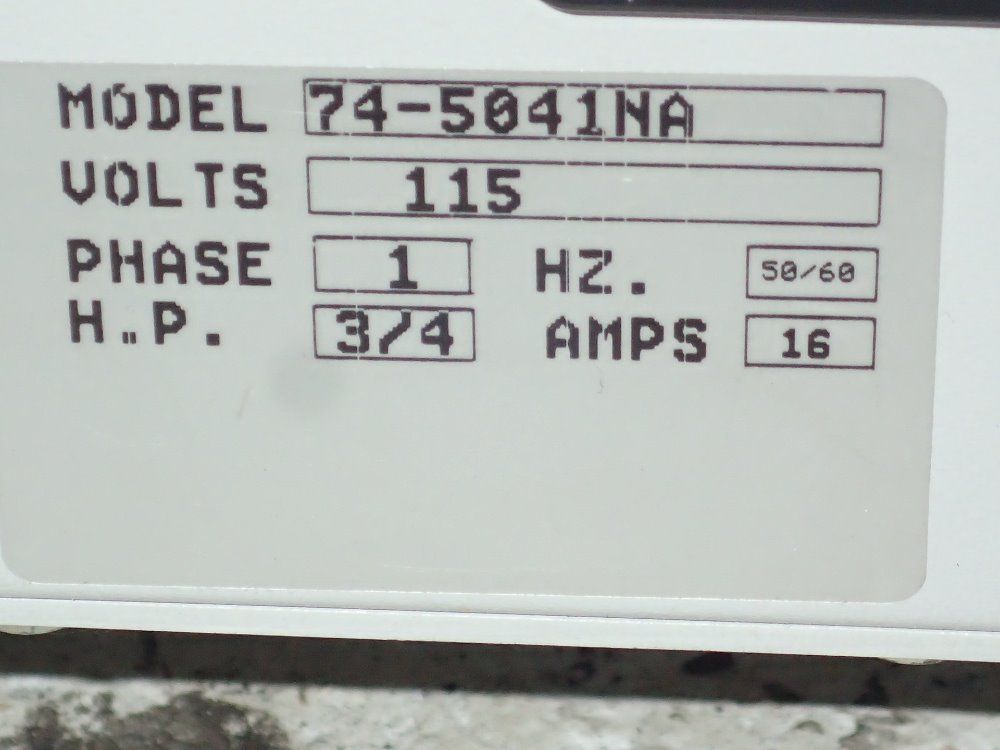 MODEL 74-5041NA
VOLTS 115
PHASE 1 HZ. 50/60
H.P. 3/4 AMPS 16